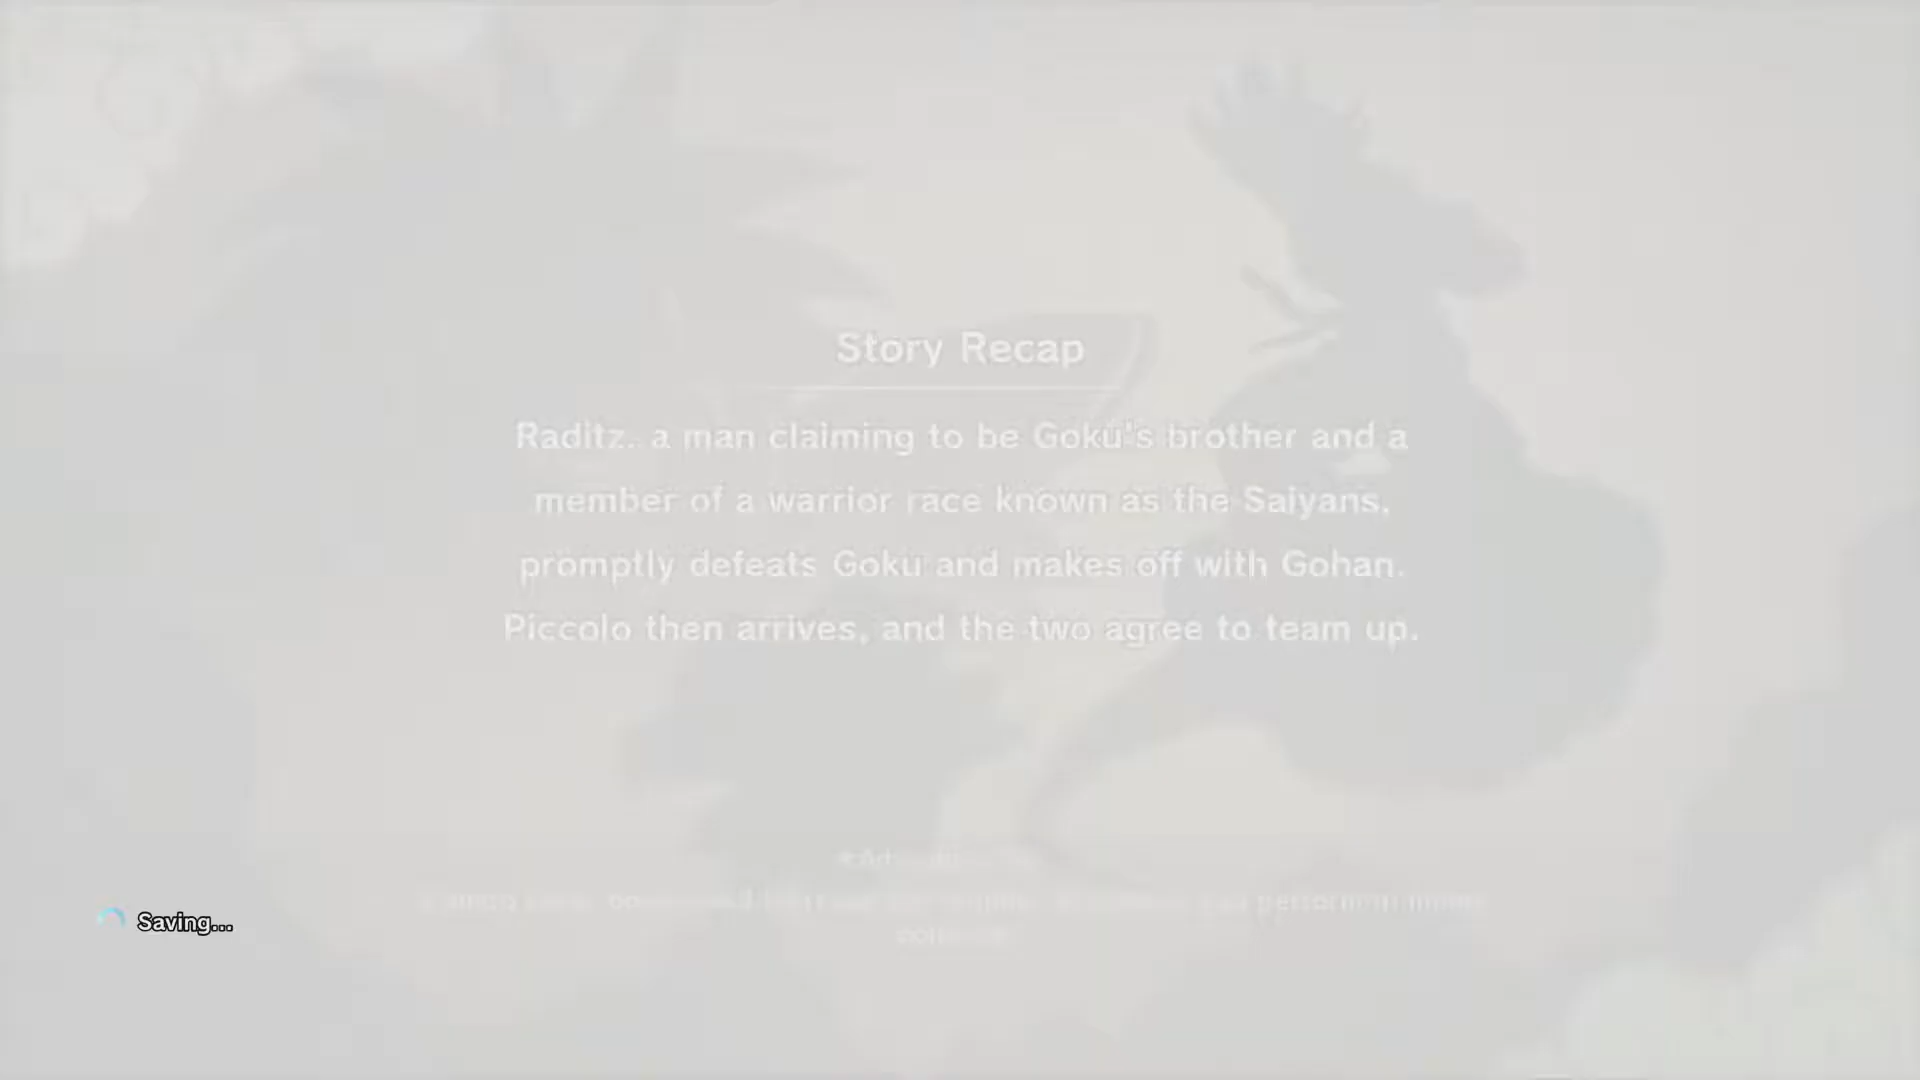 Story Recap
Raditz, a man claiming to be Goku's brother and a
member of a warrior race known as the Saiyans,
promptly defeats Goku and makes off with Gohan.
Piccolo then arrives, and the two agree to team up.
Saving...